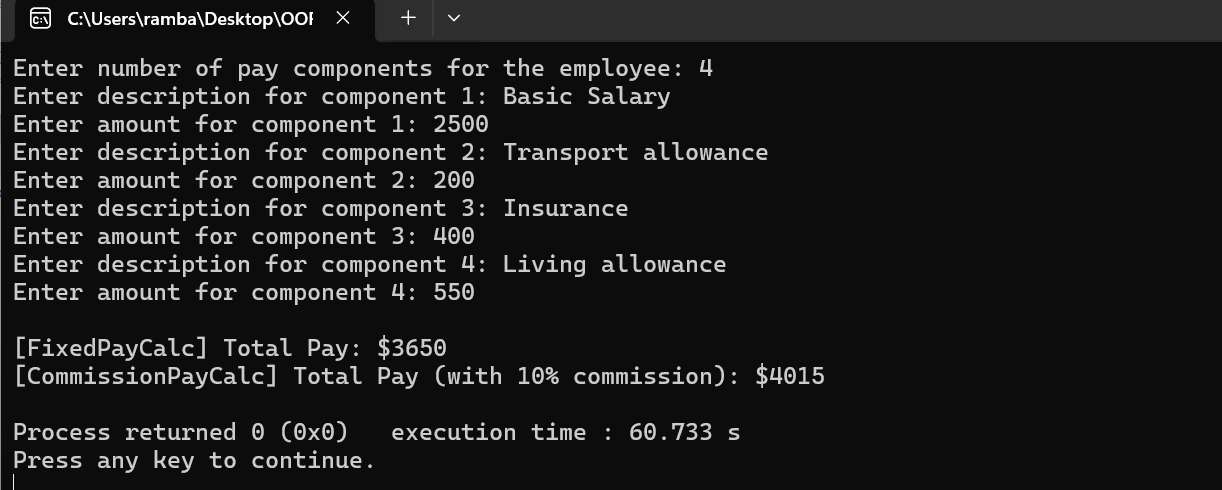 C:\Users\ramba\Desktop\OOF
Enter number of pay components for the employee: 4
Enter description for component 1: Basic Salary
Enter amount for component 1: 2500
Enter description for component 2: Transport allowance
Enter amount for component 2: 200
Enter description for component 3: Insurance
Enter amount for component 3: 400
Enter description for component 4: Living allowance
Enter amount for component 4: 550
[FixedPayCalc] Total Pay: $3650
[CommissionPayCalc] Total Pay (with 10% commission): $4015
Process returned 0 (0x0)   execution time : 60.733 s
Press any key to continue.